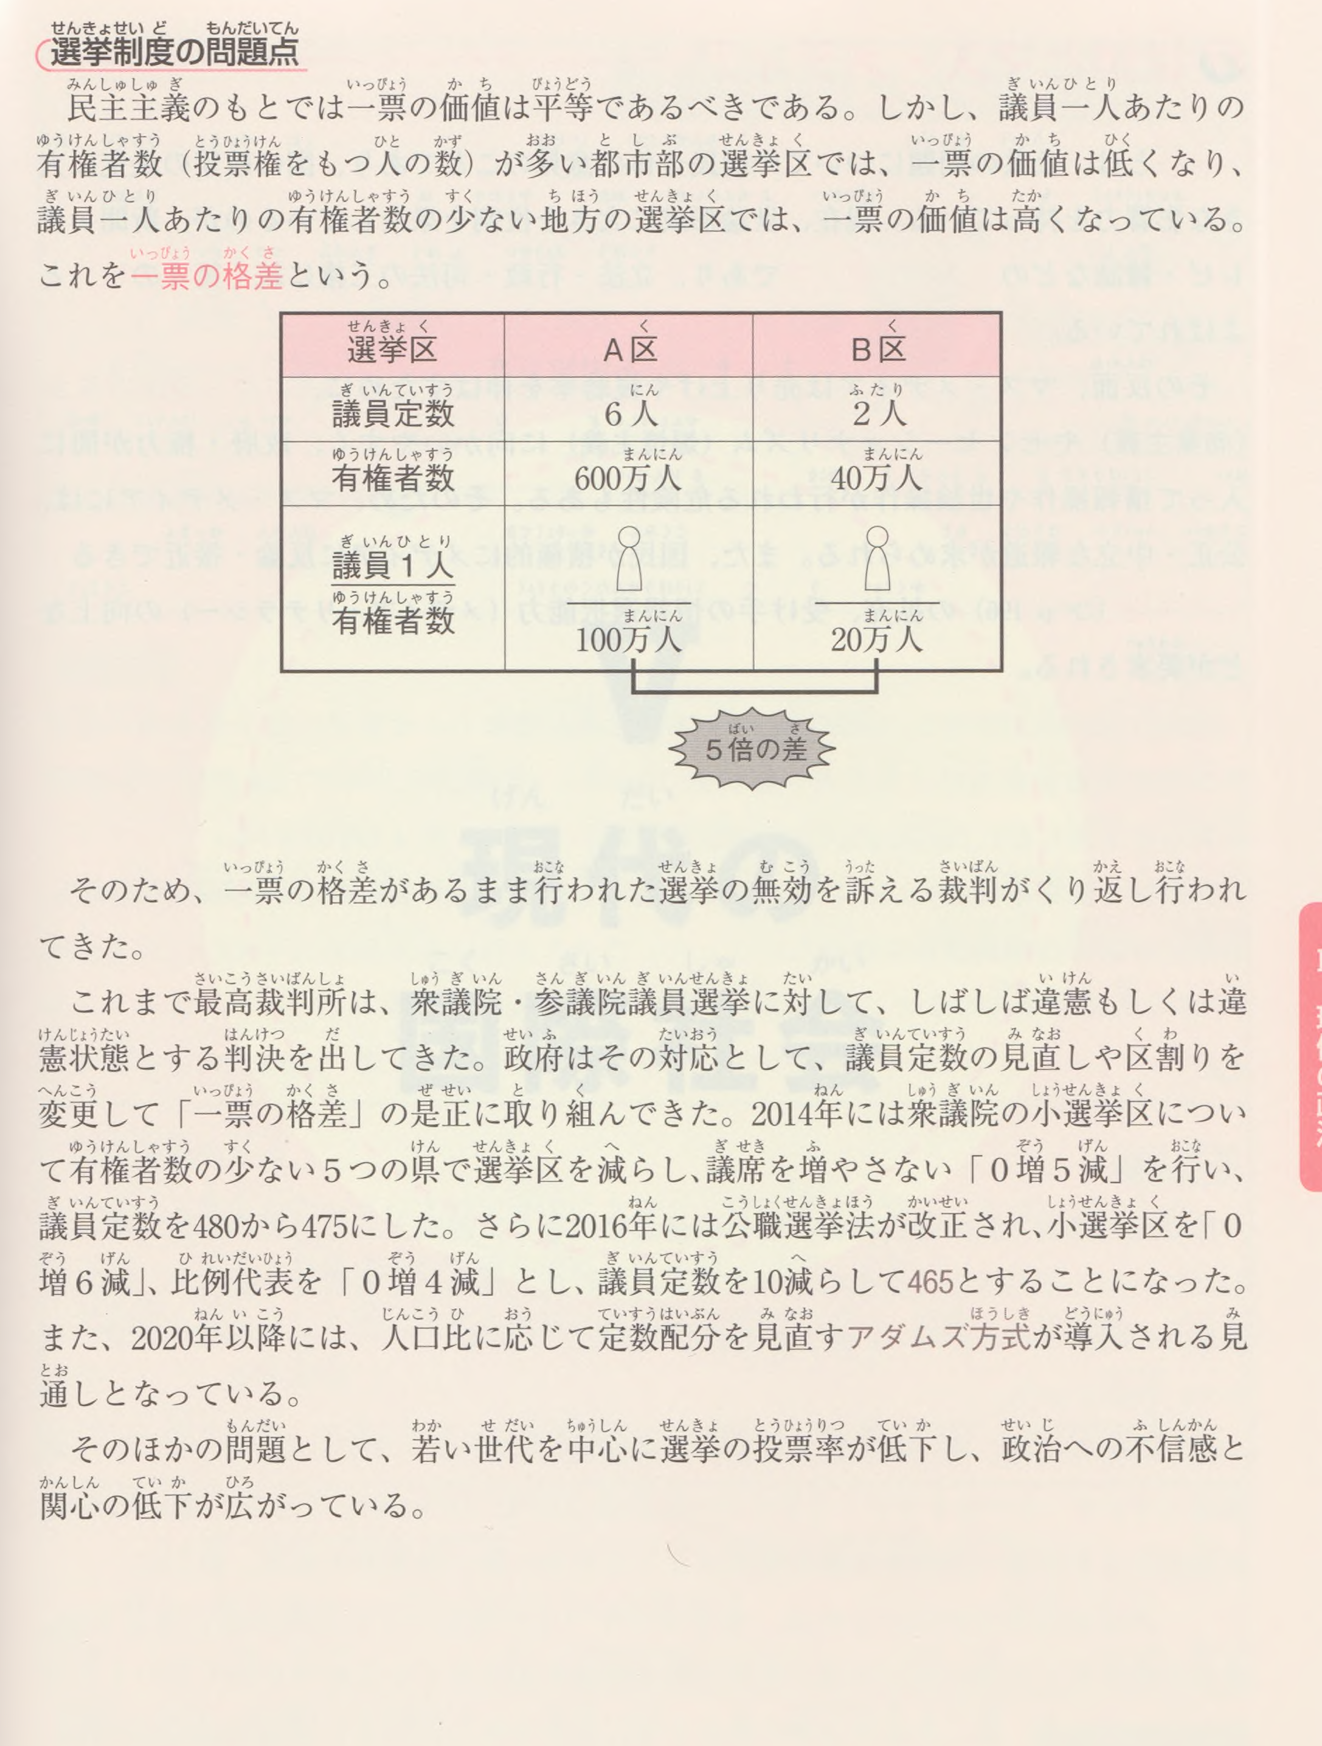 選挙制度の問題点
民主主義のもとでは一票の価値は平等であるべきである。しかし、議員一人あたりの
有権者数（投票権をもつ人の数）が多い都市部の選挙区では、一票の価値は低くなり、
議員一人あたりの有権者数の少ない地方の選挙区では、一票の価値は高くなっている。
これを一票の格差という。
選挙区 A区 B区
議員定数 6人 2人
有権者数 600万人 40万人
議員1人
有権者数 100万人 20万人
5倍の差
そのため、一票の格差があるまま行われた選挙の無効を訴える裁判がくり返し行われ
てきた。
これまで最高裁判所は、衆議院・参議院議員選挙に対して、しばしば違憲もしくは違
憲状態とする判決を出してきた。政府はその対応として、議員定数の見直しや区割りを
変更して「一票の格差」の是正に取り組んできた。2014年には衆議院の小選挙区につい
て有権者数の少ない5つの県で選挙区を減らし、議席を増やさない「0増5減」を行い、
議員定数を480から475にした。さらに2016年には公職選挙法が改正され、小選挙区を「0
増6減」、比例代表を「0増4減」とし、議員定数を10減らして465とすることになった。
また、2020年以降には、人口比に応じて定数配分を見直すアダムズ方式が導入される見
通しとなっている。
そのほかの問題として、若い世代を中心に選挙の投票率が低下し、政治への不信感と
関心の低下が広がっている。